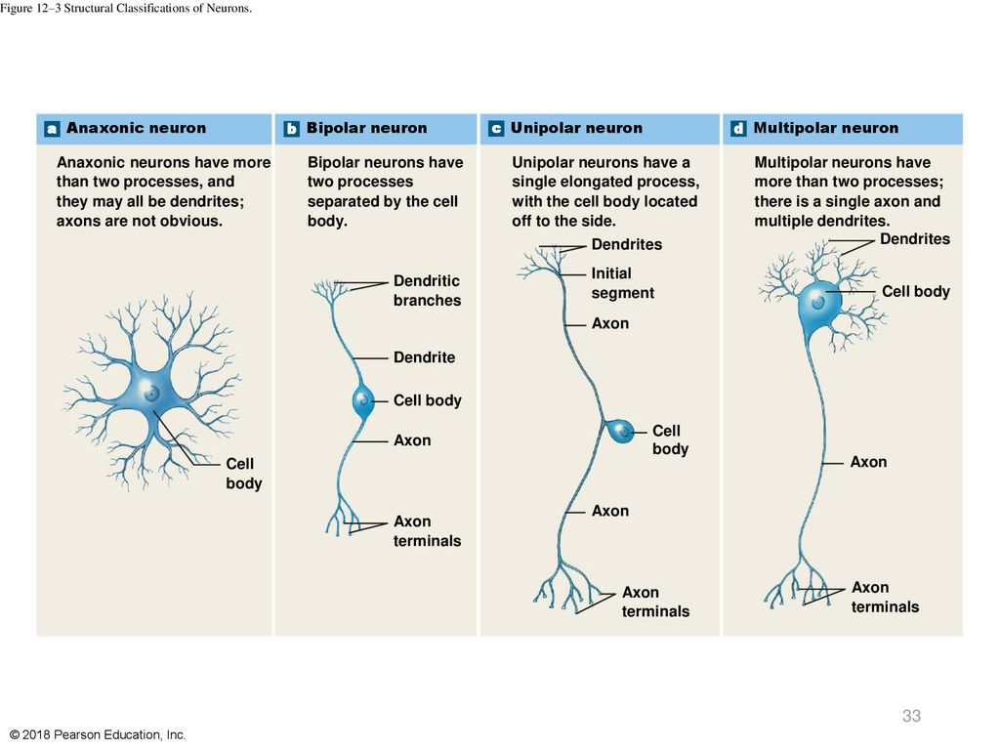 Figure 12–3 Structural Classifications of Neurons.
a Anaxonic neuron
Anaxonic neurons have more
than two processes, and
they may all be dendrites;
axons are not obvious.
Cell
body
b Bipolar neuron
Bipolar neurons have
two processes
separated by the cell
body.
Dendritic
branches
Dendrite
Cell body
Axon
Axon
terminals
c Unipolar neuron
Unipolar neurons have a
single elongated process,
with the cell body located
off to the side.
Dendrites
Initial
segment
Axon
Cell
body
Axon
Axon
terminals
d Multipolar neuron
Multipolar neurons have
more than two processes;
there is a single axon and
multiple dendrites.
Dendrites
Cell body
Axon
Axon
terminals
33
© 2018 Pearson Education, Inc.